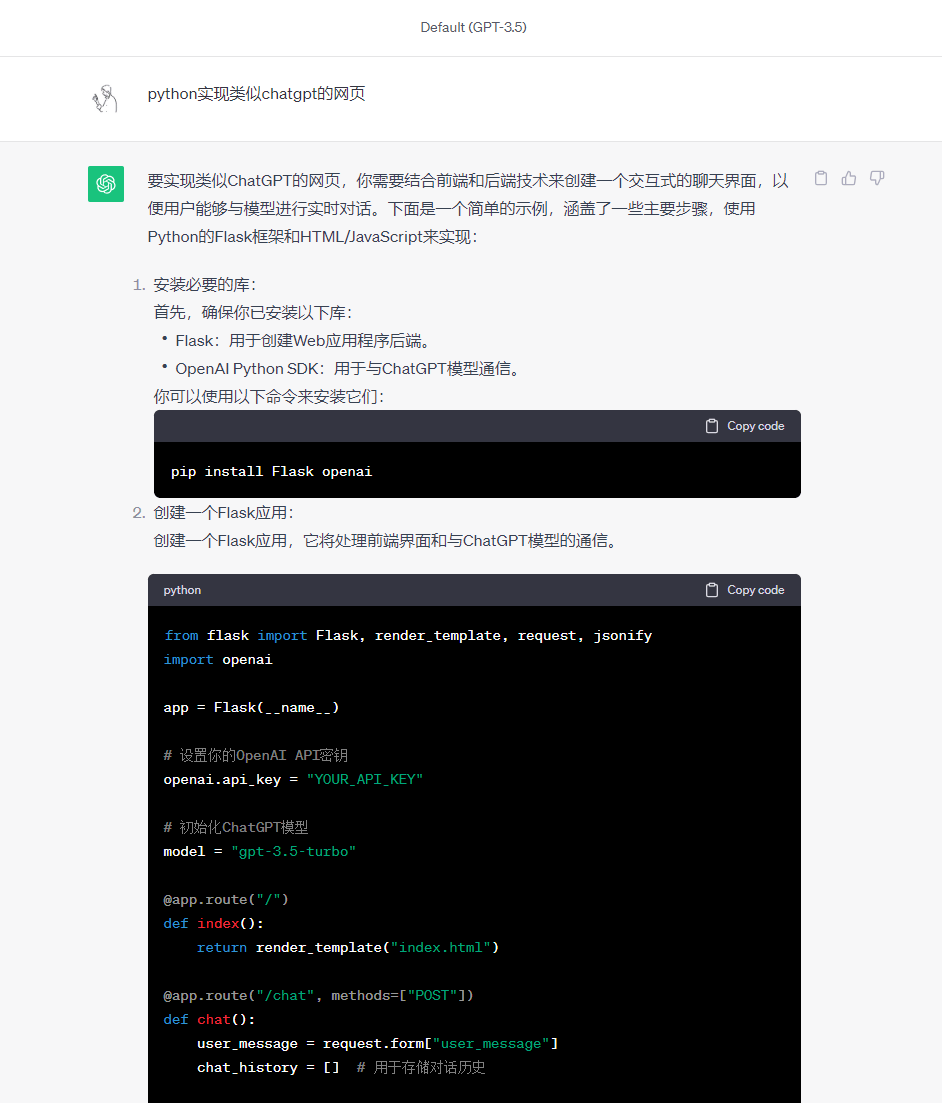 Default (GPT-3.5)
python实现类似chatgpt的网页
要实现类似ChatGPT的网页，你需要结合前端和后端技术来创建一个交互式的聊天界面，以
便用户能够与模型进行实时对话。下面是一个简单的示例，涵盖了一些主要步骤，使用
Python的Flask框架和HTML/JavaScript来实现：
1. 安装必要的库：
首先，确保你已安装以下库：
• Flask：用于创建Web应用程序后端。
• OpenAI Python SDK：用于与ChatGPT模型通信。
你可以使用以下命令来安装它们：
Copy code
pip install Flask openai
2. 创建一个Flask应用：
创建一个Flask应用，它将处理前端界面和与ChatGPT模型的通信。
python Copy code
from flask import Flask, render_template, request, jsonify
import openai
app = Flask(__name__)
# 设置你的OpenAI API密钥
openai.api_key = "YOUR_API_KEY"
# 初始化ChatGPT模型
model = "gpt-3.5-turbo"
@app.route("/")
def index():
    return render_template("index.html")
@app.route("/chat", methods=["POST"])
def chat():
    user_message = request.form["user_message"]
    chat_history = []  # 用于存储对话历史